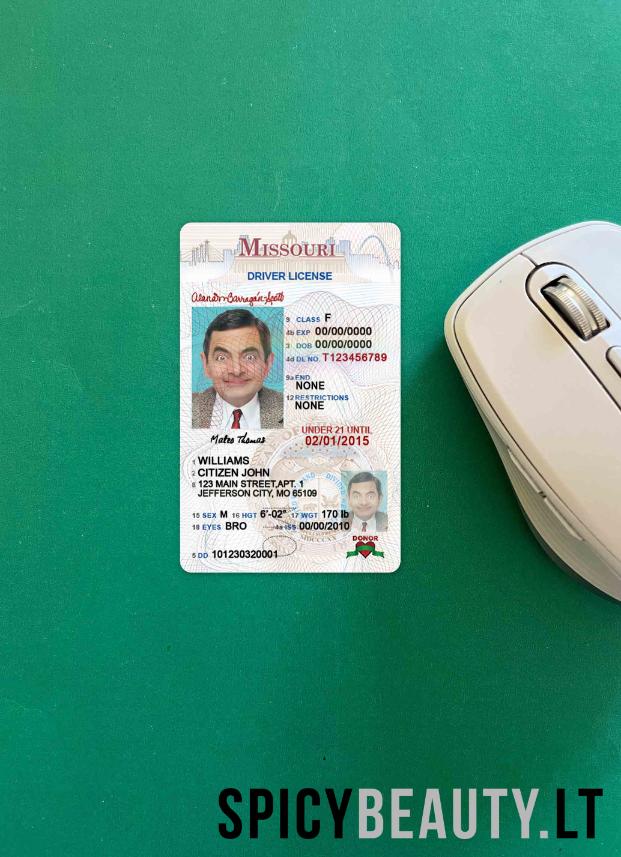 MISSOURI
DRIVER LICENSE
9 CLASS F
4b EXP 00/00/0000
3 DOB 00/00/0000
4d DL NO. T123456789
9a END
NONE
12 RESTRICTIONS
NONE
Mateo Thomas
UNDER 21 UNTIL
02/01/2015
1 WILLIAMS
2 CITIZEN JOHN
8 123 MAIN STREET,APT. 1
JEFFERSON CITY, MO 65109
15 SEX M 16 HGT 6'-02" 17 WGT 170 lb
18 EYES BRO 4a ISS 00/00/2010
DONOR
5 DD 101230320001
SPICYBEAUTY.LT